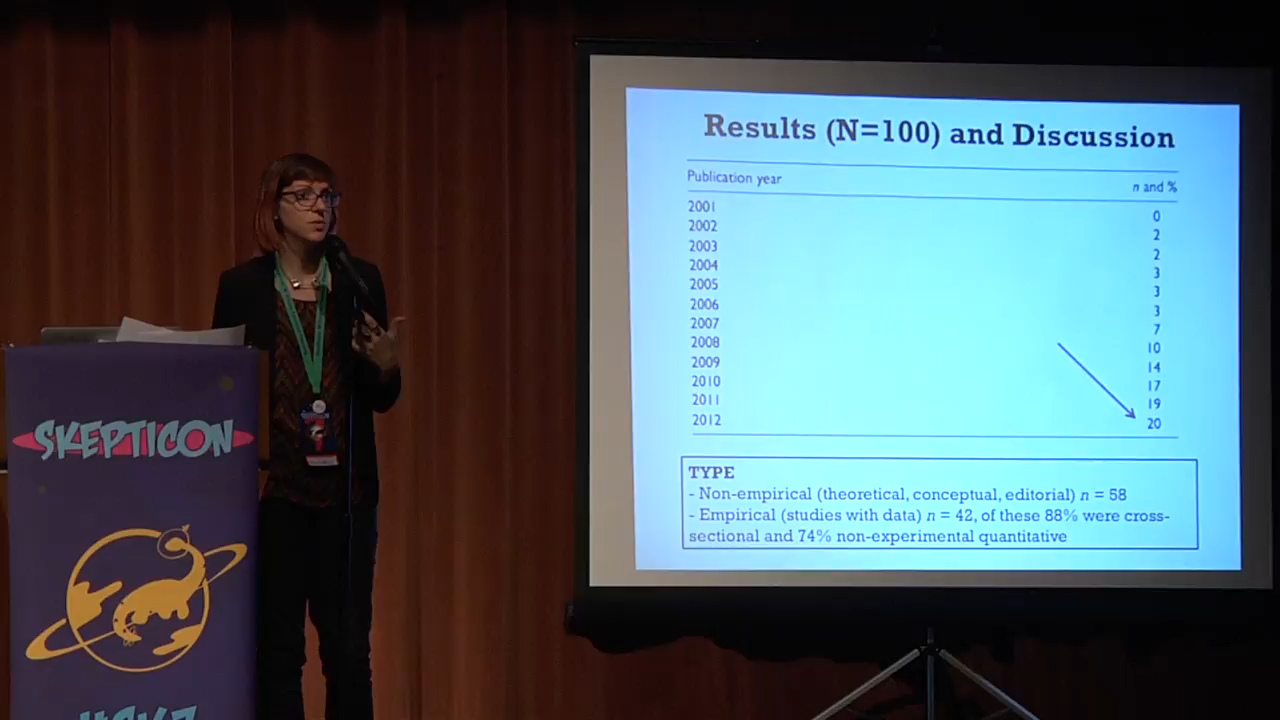 Results (N=100) and Discussion
Publication year n and %
2001 0
2002 2
2003 2
2004 3
2005 3
2006 3
2007 7
2008 10
2009 14
2010 17
2011 19
2012 20
TYPE
- Non-empirical (theoretical, conceptual, editorial) n = 58
- Empirical (studies with data) n = 42, of these 88% were cross-
sectional and 74% non-experimental quantitative
SKEPTICON